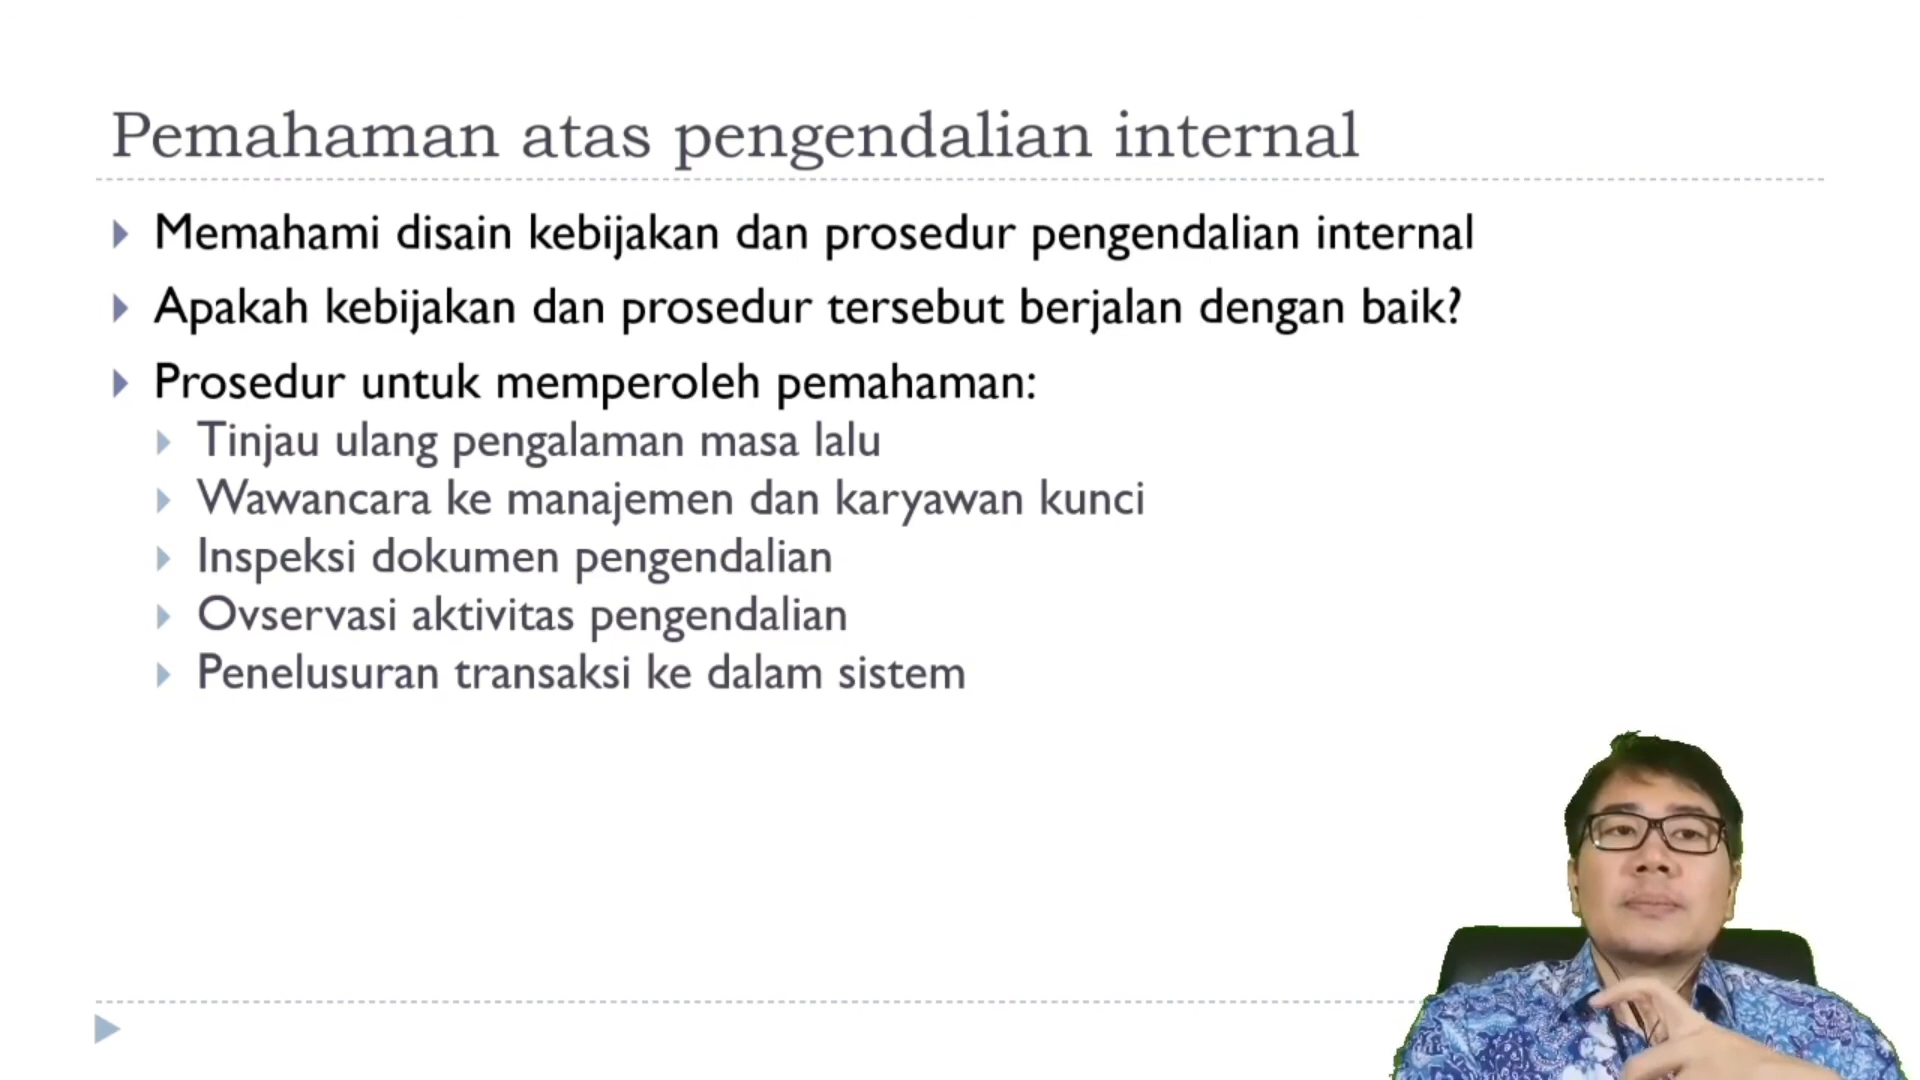 Pemahaman atas pengendalian internal
Memahami disain kebijakan dan prosedur pengendalian internal
Apakah kebijakan dan prosedur tersebut berjalan dengan baik?
Prosedur untuk memperoleh pemahaman:
Tinjau ulang pengalaman masa lalu
Wawancara ke manajemen dan karyawan kunci
Inspeksi dokumen pengendalian
Ovservasi aktivitas pengendalian
Penelusuran transaksi ke dalam sistem